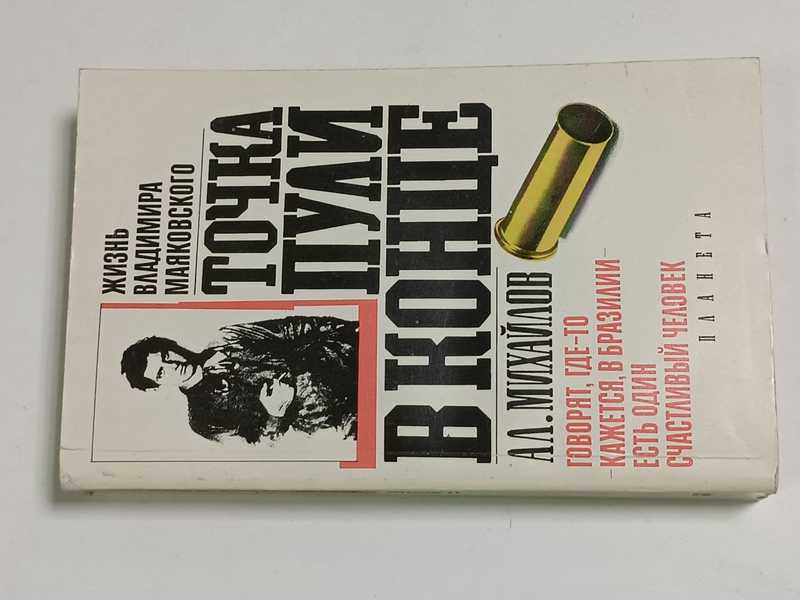 ЖИЗНЬ
ВЛАДИМИРА
МАЯКОВСКОГО
ТОЧКА
ПУЛИ
В КОНЦЕ
АЛ. МИХАЙЛОВ
ГОВОРЯТ, ГДЕ-ТО
–КАЖЕТСЯ, В БРАЗИЛИИ–
ЕСТЬ ОДИН
СЧАСТЛИВЫЙ ЧЕЛОВЕК
ПЛАНЕТА